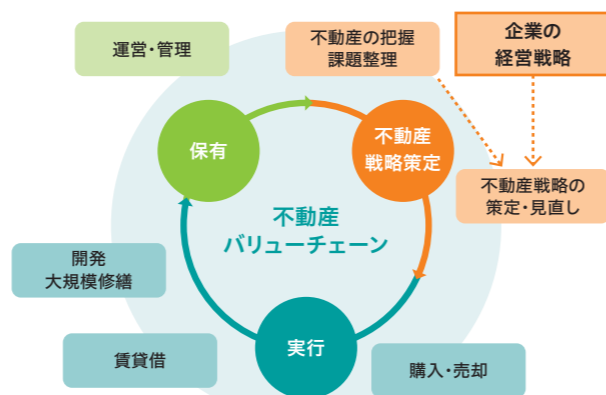 運営・管理
不動産の把握
課題整理
企業の
経営戦略
保有
不動産
戦略策定
不動産戦略の
策定・見直し
不動産
バリューチェーン
開発
大規模修繕
賃貸借
実行
購入・売却